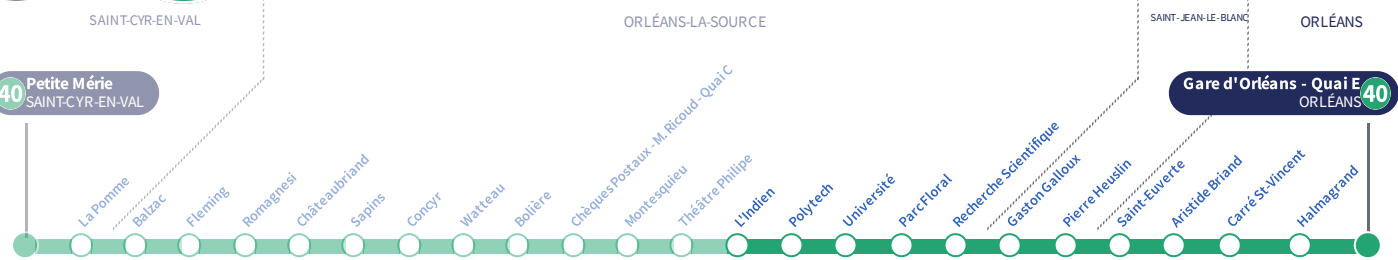 SAINT-CYR-EN-VAL
ORLÉANS-LA-SOURCE
SAINT-JEAN-LE-BLANC
ORLÉANS
40
Petite Mérie
SAINT-CYR-EN-VAL
Gare d'Orléans - Quai E
ORLÉANS
40
La Pomme
Balzac
Fleming
Romagnesi
Châteaubriand
Sapins
Concyr
Watteau
Bolière
Chèques Postaux - M. Ricoud - Quai C
Montesquieu
Théâtre Philipe
L'Indien
Polytech
Université
Parc Floral
Recherche Scientifique
Gaston Galloux
Pierre Heuslin
Saint-Euverte
Aristide Briand
Carré St-Vincent
Halmagrand